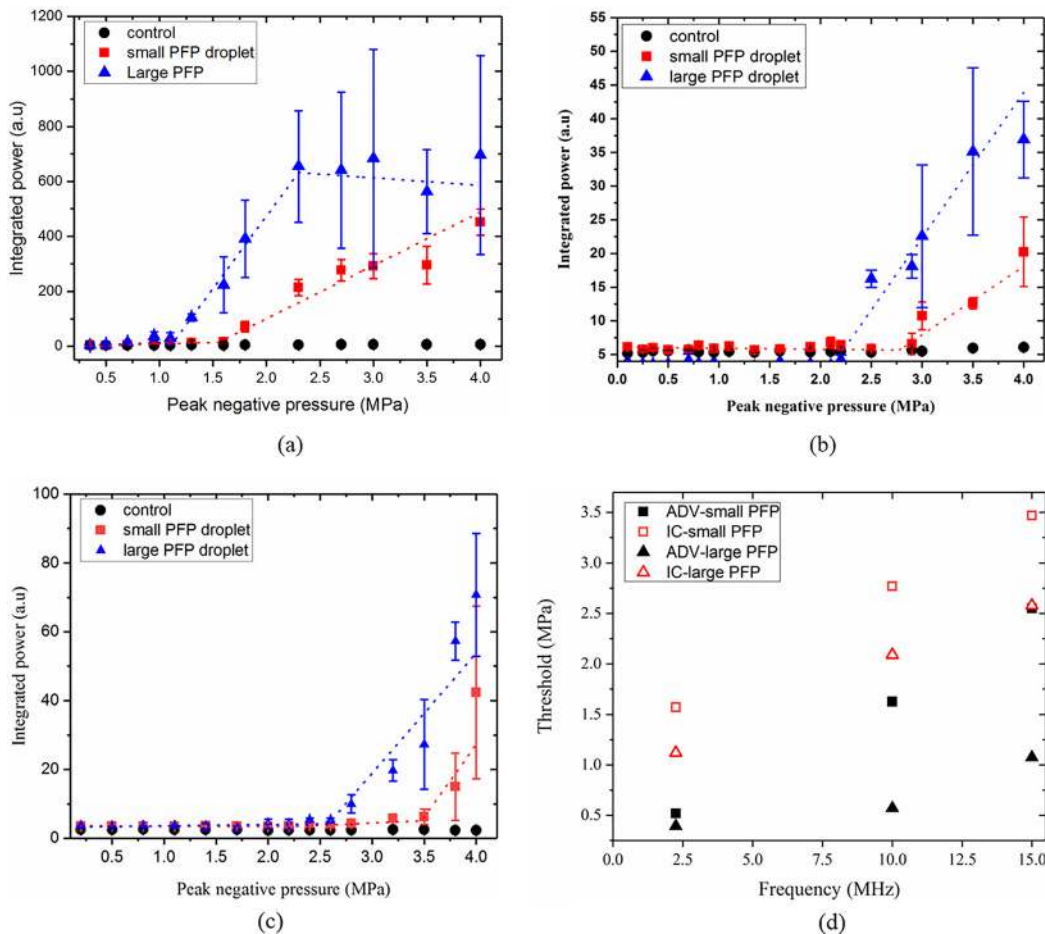 1200
1000
800
600
400
200
0
Integrated power (a.u)
control
small PFP droplet
Large PFP
0.5 1.0 1.5 2.0 2.5 3.0 3.5 4.0
Peak negative pressure (MPa)
(a)
55
50
45
40
35
30
25
20
15
10
5
Integrated power (a.u)
control
small PFP droplet
large PFP droplet
0.0 0.5 1.0 1.5 2.0 2.5 3.0 3.5 4.0
Peak negative pressure (MPa)
(b)
100
80
60
40
20
0
Integrated power (a.u)
control
small PFP droplet
large PFP droplet
0.5 1.0 1.5 2.0 2.5 3.0 3.5 4.0
Peak negative pressure (MPa)
(c)
3.5
3.0
2.5
2.0
1.5
1.0
0.5
Threshold (MPa)
ADV-small PFP
IC-small PFP
ADV-large PFP
IC-large PFP
0.0 2.5 5.0 7.5 10.0 12.5 15.0
Frequency (MHz)
(d)